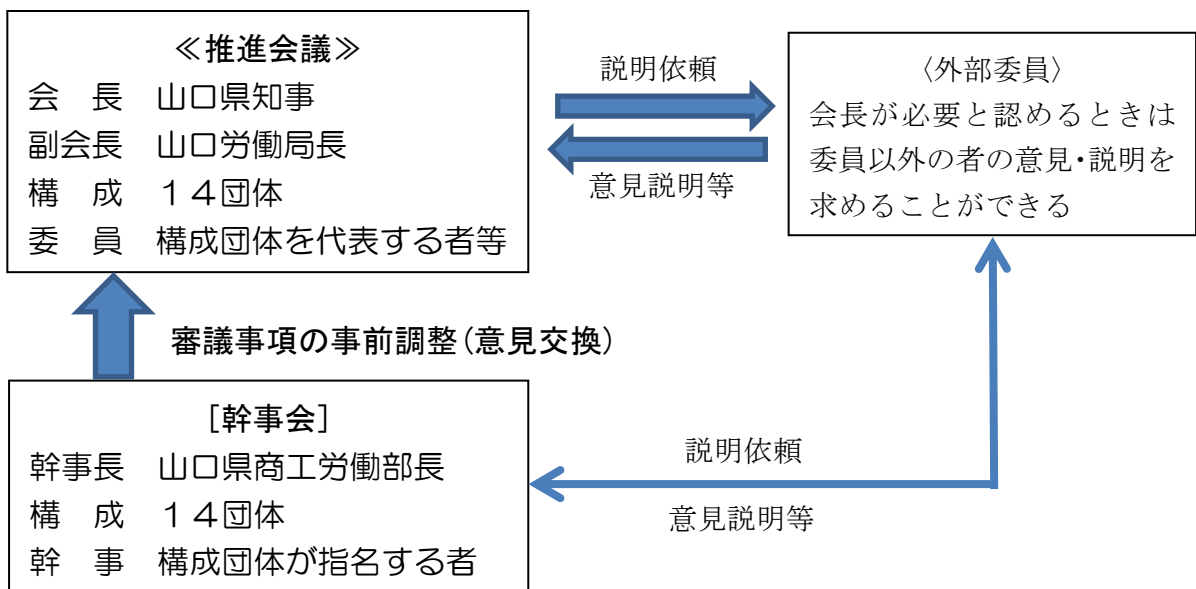 ≪推進会議≫
会　長　山口県知事
副会長　山口労働局長
構　成　１４団体
委　員　構成団体を代表する者等
説明依頼
意見説明等
〈外部委員〉
会長が必要と認めるときは
委員以外の者の意見・説明を
求めることができる
審議事項の事前調整（意見交換）
［幹事会］
幹事長　山口県商工労働部長
構　成　１４団体
幹　事　構成団体が指名する者
説明依頼
意見説明等